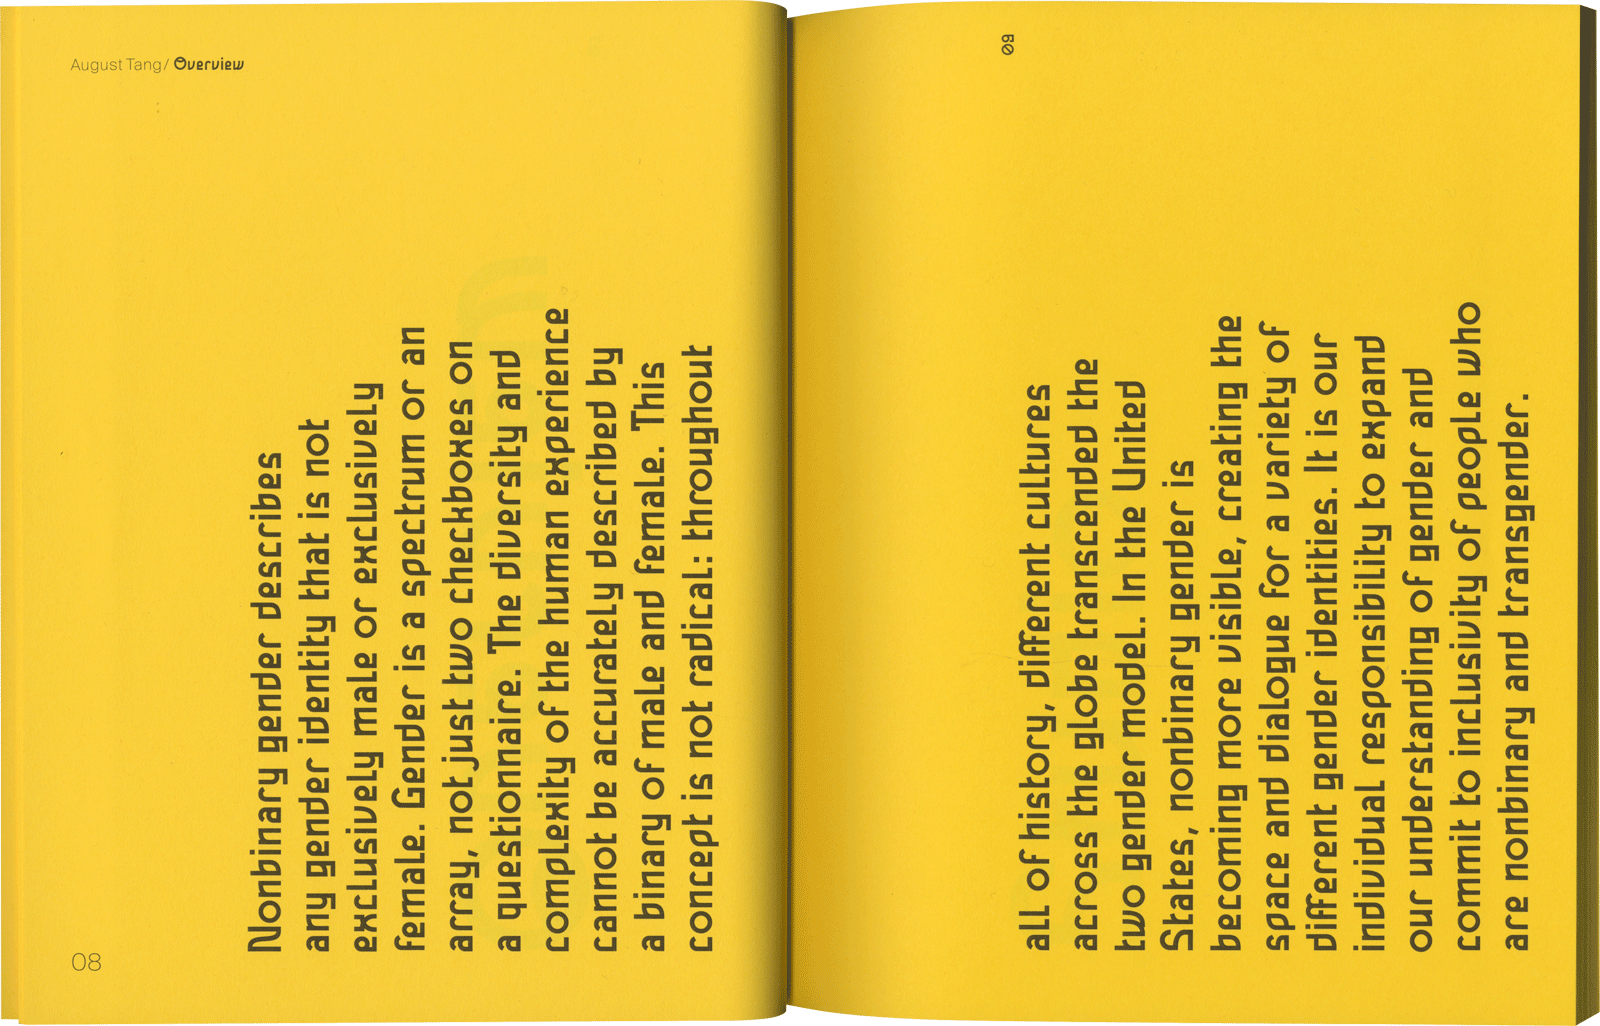 August Tang/ Overview
Nonbinary gender describes
any gender identity that is not
exclusively male or exclusively
female. Gender is a spectrum or an
array, not just two checkboxes on
a questionnaire. The diversity and
complexity of the human experience
cannot be accurately described by
a binary of male and female. This
concept is not radical: throughout
08
09
all of history, different cultures
across the globe transcended the
two gender model. In the United
States, nonbinary gender is
becoming more visible, creating the
space and dialogue for a variety of
different gender identities. It is our
individual responsibility to expand
our understanding of gender and
commit to inclusivity of people who
are nonbinary and transgender.